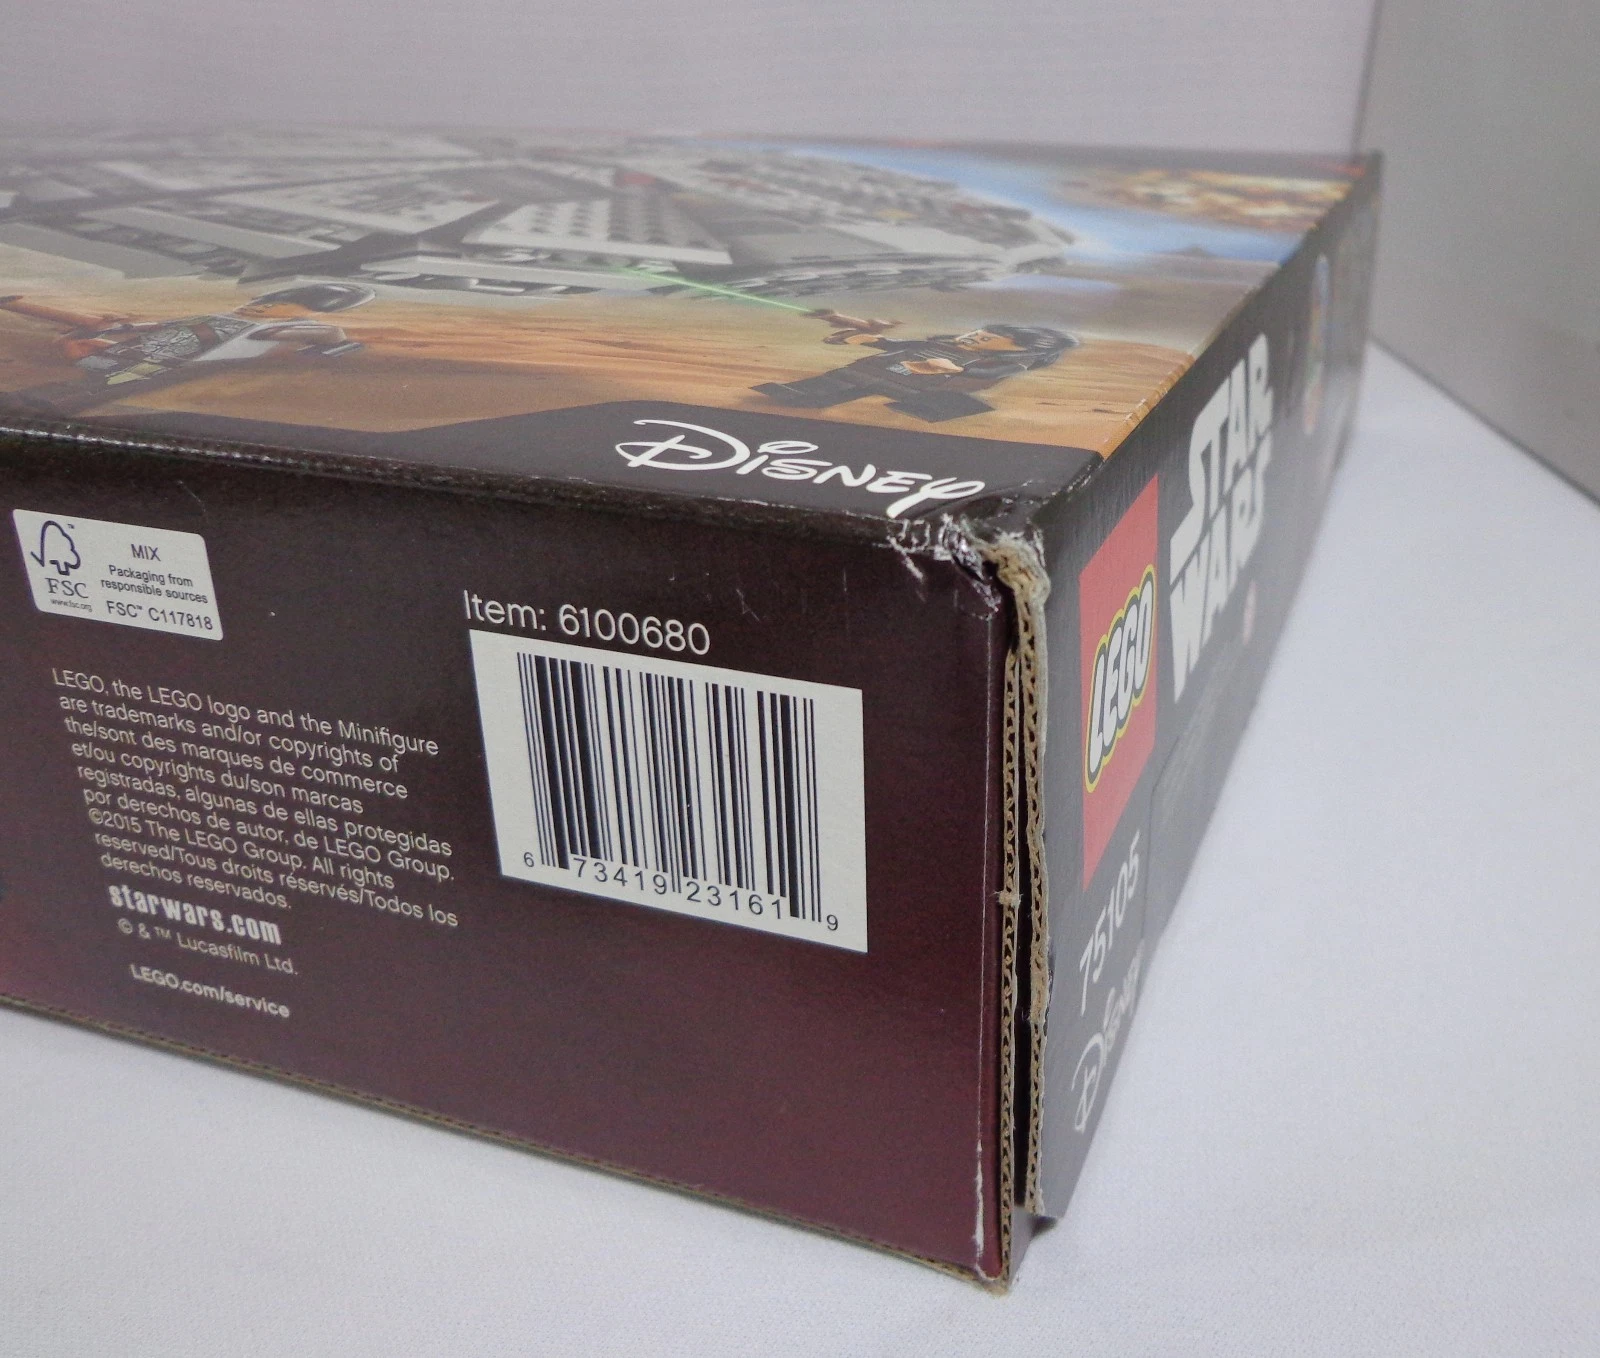 Disney
FSC
www.fsc.org
MIX
Packaging from
responsible sources
FSC™ C117818
Item: 6100680
6 73419 23161 9
LEGO, the LEGO logo and the Minifigure
are trademarks and/or copyrights of
the/sont des marques de commerce
et/ou copyrights du/son marcas
registradas, algunas de ellas protegidas
por derechos de autor, de LEGO Group.
©2015 The LEGO Group. All rights
reserved/Tous droits réservés/Todos los
derechos reservados.
starwars.com
© & ™ Lucasfilm Ltd.
LEGO.com/service
LEGO
STAR
WARS
75105
Disney